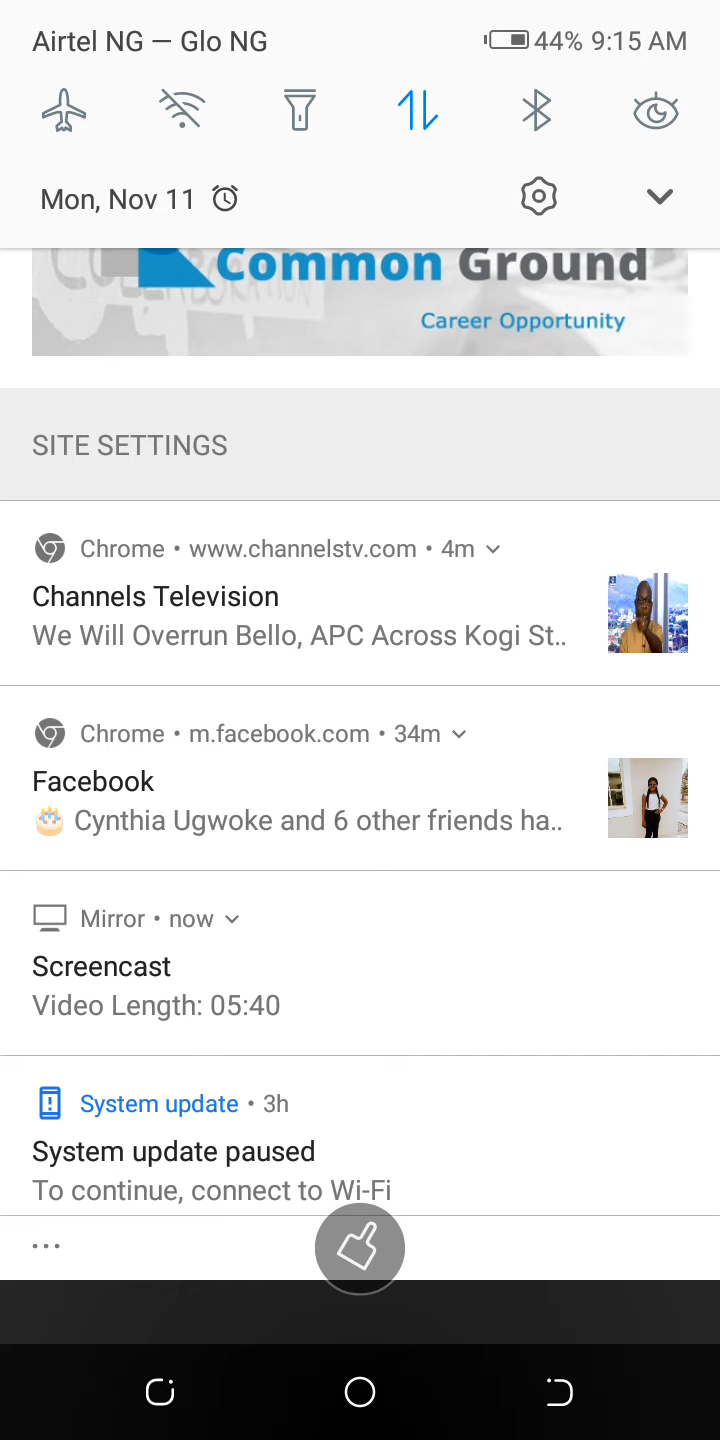 Airtel NG — Glo NG 44% 9:15 AM
Mon, Nov 11
Common Ground
Career Opportunity
SITE SETTINGS
Chrome • www.channelstv.com • 4m
Channels Television
We Will Overrun Bello, APC Across Kogi St..
Chrome • m.facebook.com • 34m
Facebook
🎂 Cynthia Ugwoke and 6 other friends ha..
Mirror • now
Screencast
Video Length: 05:40
System update • 3h
System update paused
To continue, connect to Wi-Fi
...